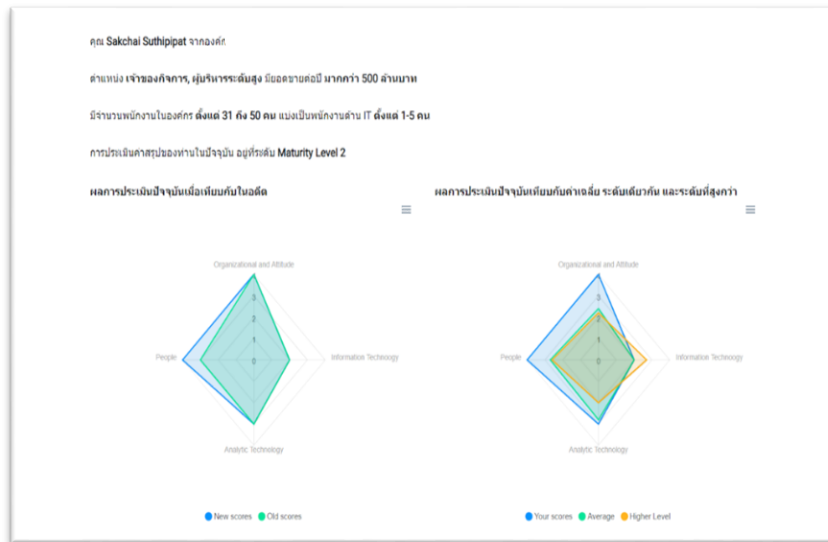 คุณ Sakchai Suthipipat จากองค์กร
ตำแหน่ง เจ้าของกิจการ, ผู้บริหารระดับสูง มียอดขายต่อปี มากกว่า 500 ล้านบาท
มีจำนวนพนักงานในองค์กร ตั้งแต่ 31 ถึง 50 คน แบ่งเป็นพนักงานด้าน IT ตั้งแต่ 1-5 คน
การประเมินค่าสรุปของท่านในปัจจุบัน อยู่ที่ระดับ Maturity Level 2
ผลการประเมินปัจจุบันเมื่อเทียบกับในอดีต
ผลการประเมินปัจจุบันเทียบกับค่าเฉลี่ย ระดับเดียวกัน และระดับที่สูงกว่า
Organizational and Attitude
3
2
1
0
People
Information Technoogy
Analytic Technology
New scores Old scores
Organizational and Attitude
3
2
1
0
People
Information Technoogy
Analytic Technology
Your scores Average Higher Level